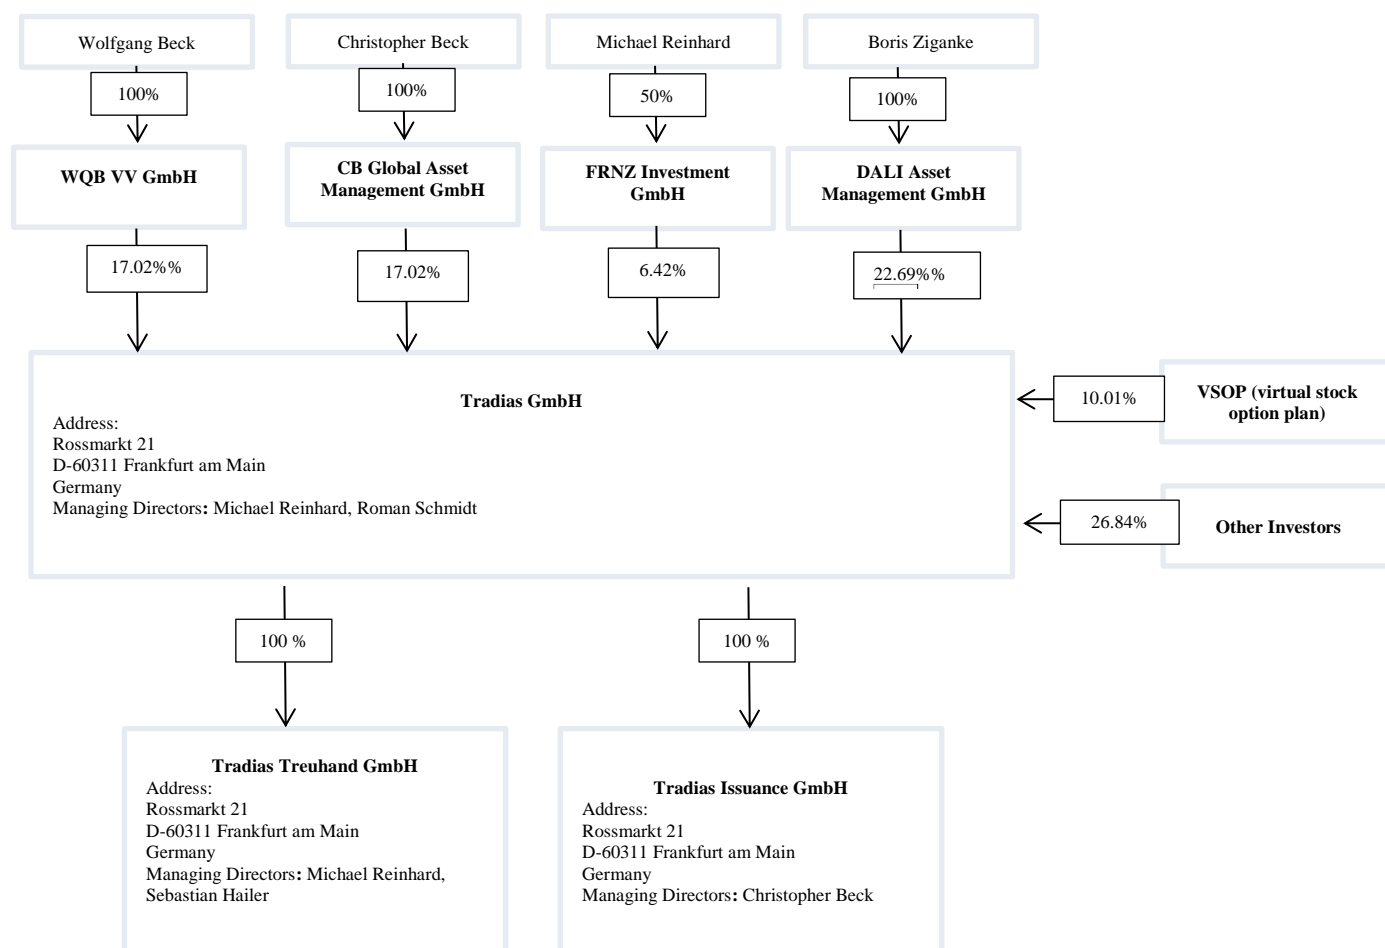 Wolfgang Beck
Christopher Beck
Michael Reinhard
Boris Ziganke
100%
100%
50%
100%
WQB VV GmbH
CB Global Asset
Management GmbH
FRNZ Investment
GmbH
DALI Asset
Management GmbH
17.02%%
17.02%
6.42%
22.69%%
Tradias GmbH
Address:
Rossmarkt 21
D-60311 Frankfurt am Main
Germany
Managing Directors: Michael Reinhard, Roman Schmidt
10.01%
VSOP (virtual stock
option plan)
26.84%
Other Investors
100 %
100 %
Tradias Treuhand GmbH
Address:
Rossmarkt 21
D-60311 Frankfurt am Main
Germany
Managing Directors: Michael Reinhard,
Sebastian Hailer
Tradias Issuance GmbH
Address:
Rossmarkt 21
D-60311 Frankfurt am Main
Germany
Managing Directors: Christopher Beck